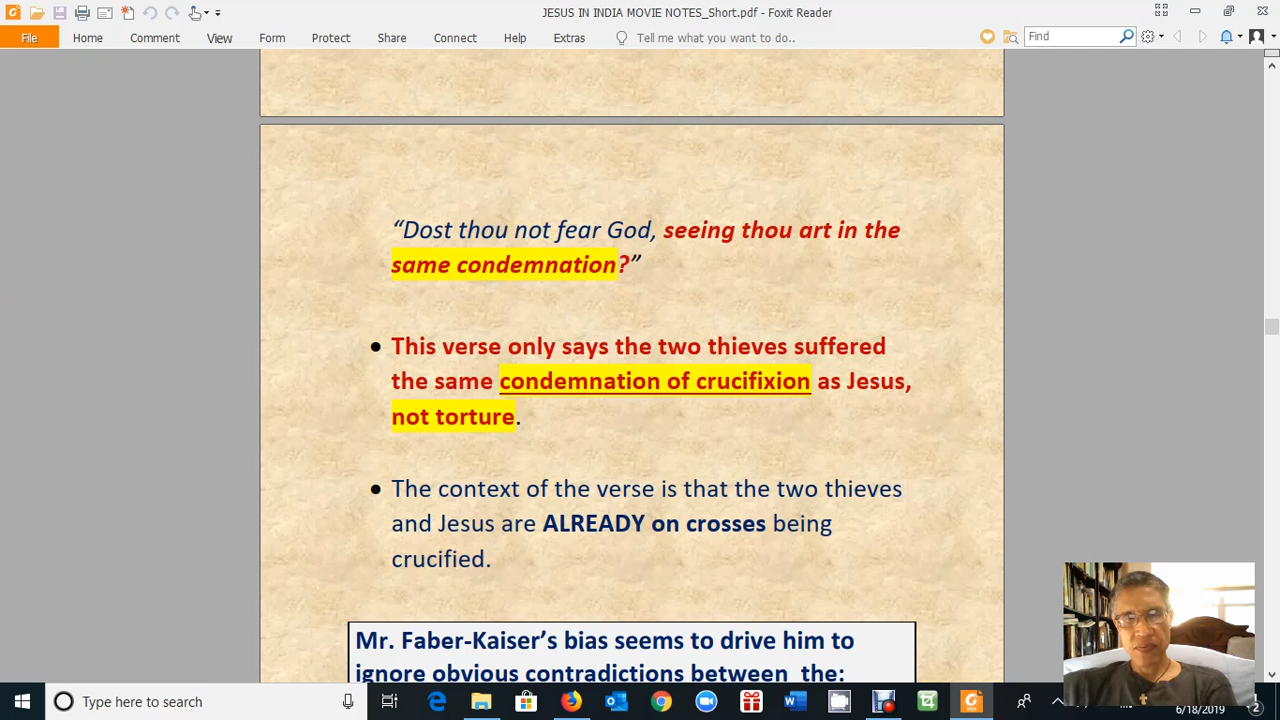 JESUS IN INDIA MOVIE NOTES_Short.pdf - Foxit Reader
File Home Comment View Form Protect Share Connect Help Extras Tell me what you want to do.. Find
“Dost thou not fear God, seeing thou art in the
same condemnation?”
• This verse only says the two thieves suffered
the same condemnation of crucifixion as Jesus,
not torture.
• The context of the verse is that the two thieves
and Jesus are ALREADY on crosses being
crucified.
Mr. Faber-Kaiser’s bias seems to drive him to
ignore obvious contradictions between the:
Type here to search
6/18/2019